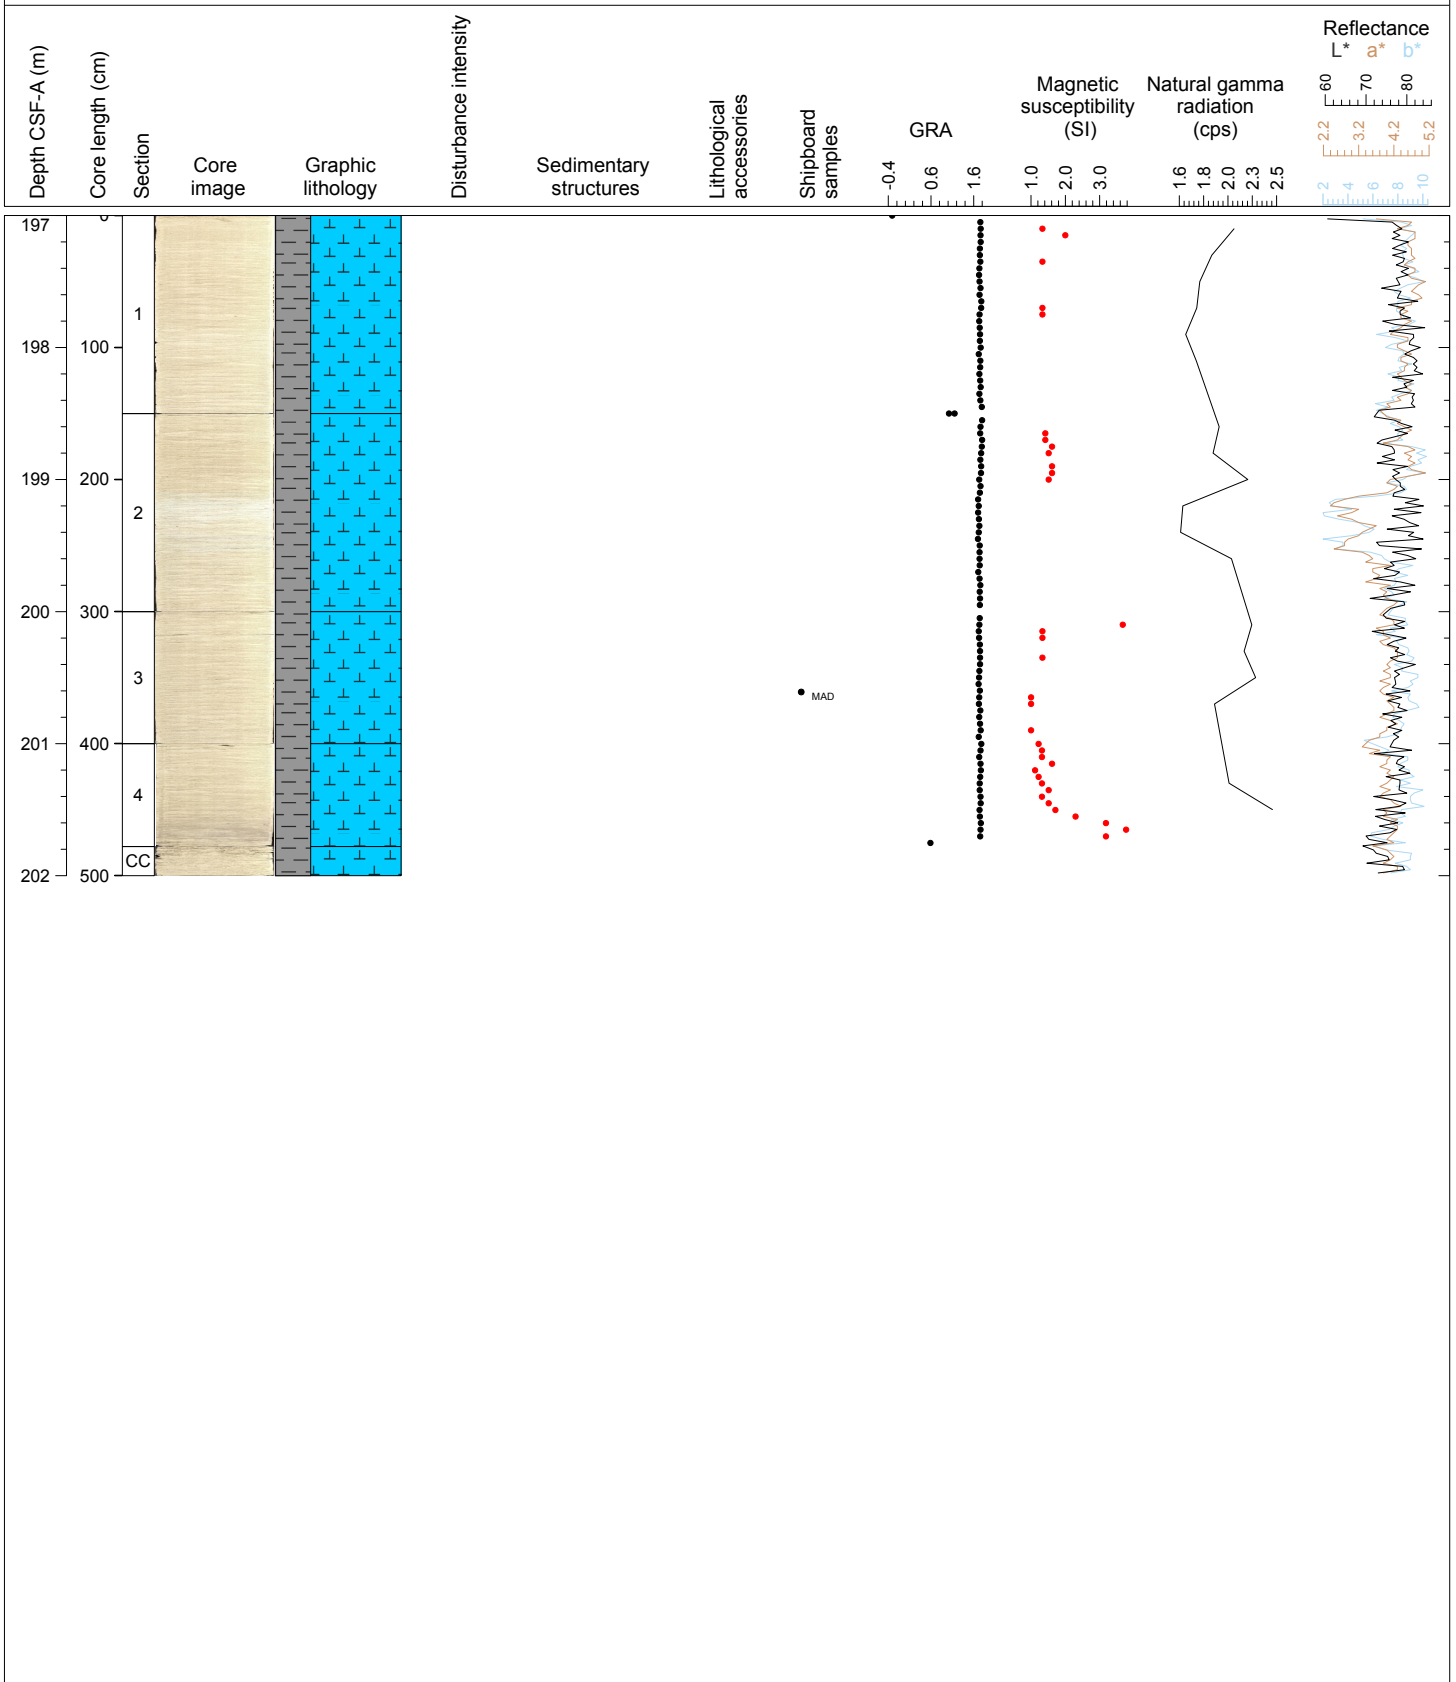 Depth CSF-A (m)
Core length (cm)
Section
Core
image
Graphic
lithology
Disturbance intensity
Sedimentary
structures
Lithological
accessories
Shipboard
samples
GRA
-0.4
0.6
1.6
Magnetic
susceptibility
(SI)
1.0
2.0
3.0
Natural gamma
radiation
(cps)
1.6
1.8
2.0
2.3
2.5
Reflectance
L* a* b*
60
70
80
2.2
3.2
4.2
5.2
2
4
6
8
10
197
0
1
198
100
199
200
2
200
300
3
MAD
201
400
4
CC
202
500